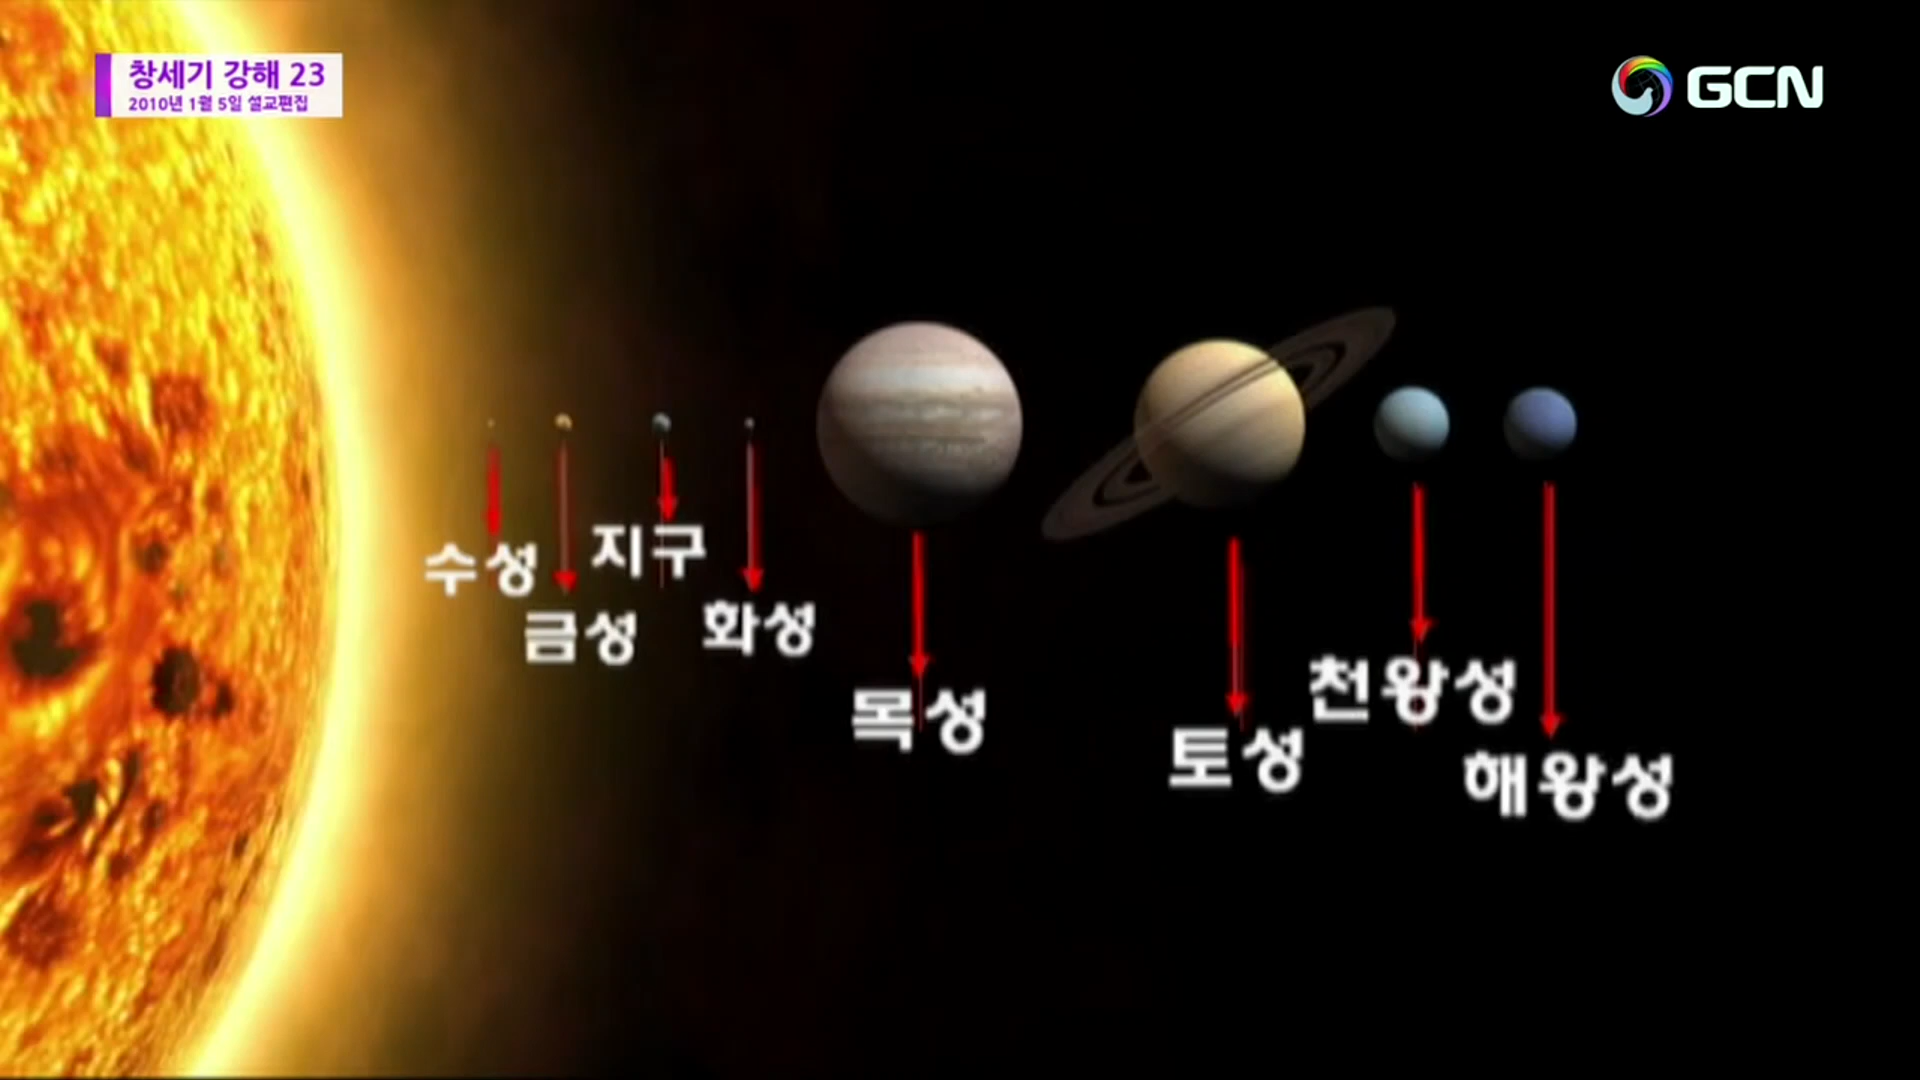 창세기 강해 23
2010년 1월 5일 설교편집
GCN
수성
금성
지구
화성
목성
토성
천왕성
해왕성